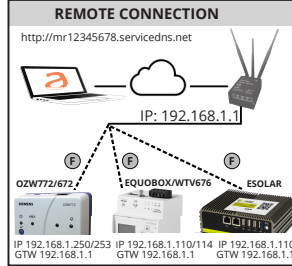 REMOTE CONNECTION
http://mr12345678.servicedns.net
IP: 192.168.1.1
F F F
OZW772/672 EQUOBOX/WTV676 ESOLAR
SIEMENS
IP 192.168.1.250/253 IP 192.168.1.110/114 IP 192.168.1.110
GTW 192.168.1.1 GTW 192.168.1.1 GTW 192.168.1.1